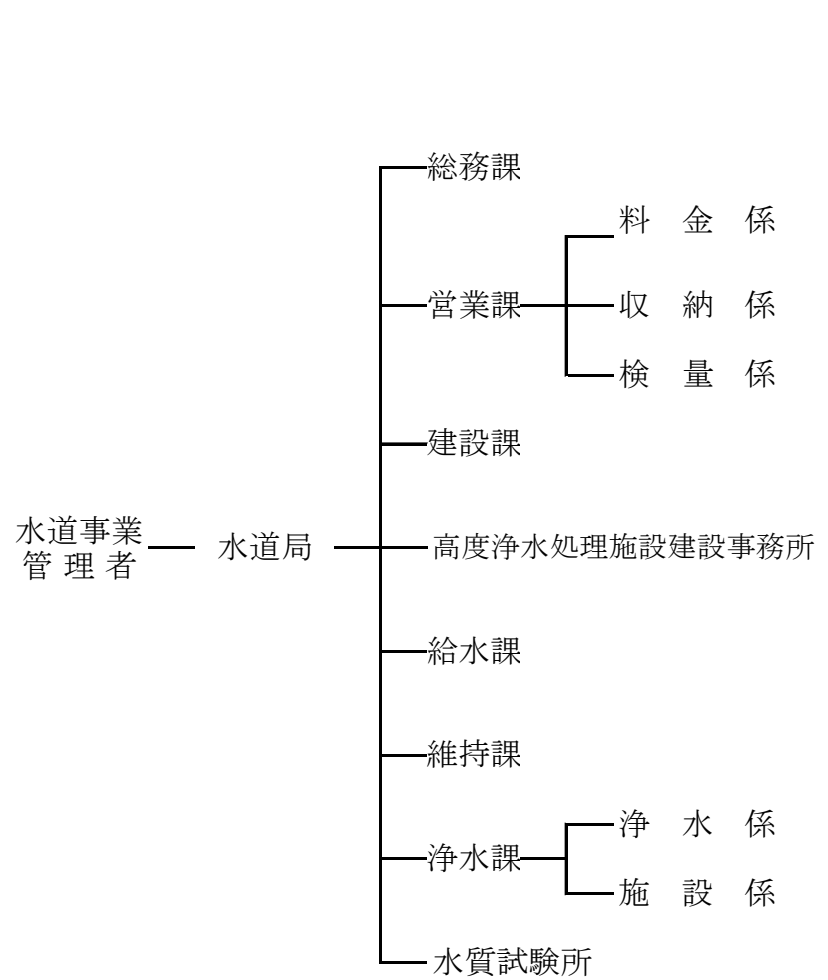 総務課
料　金　係
営業課
収　納　係
検　量　係
建設課
水道事業
管 理 者
水道局
高度浄水処理施設建設事務所
給水課
維持課
浄　水　係
浄水課
施　設　係
水質試験所